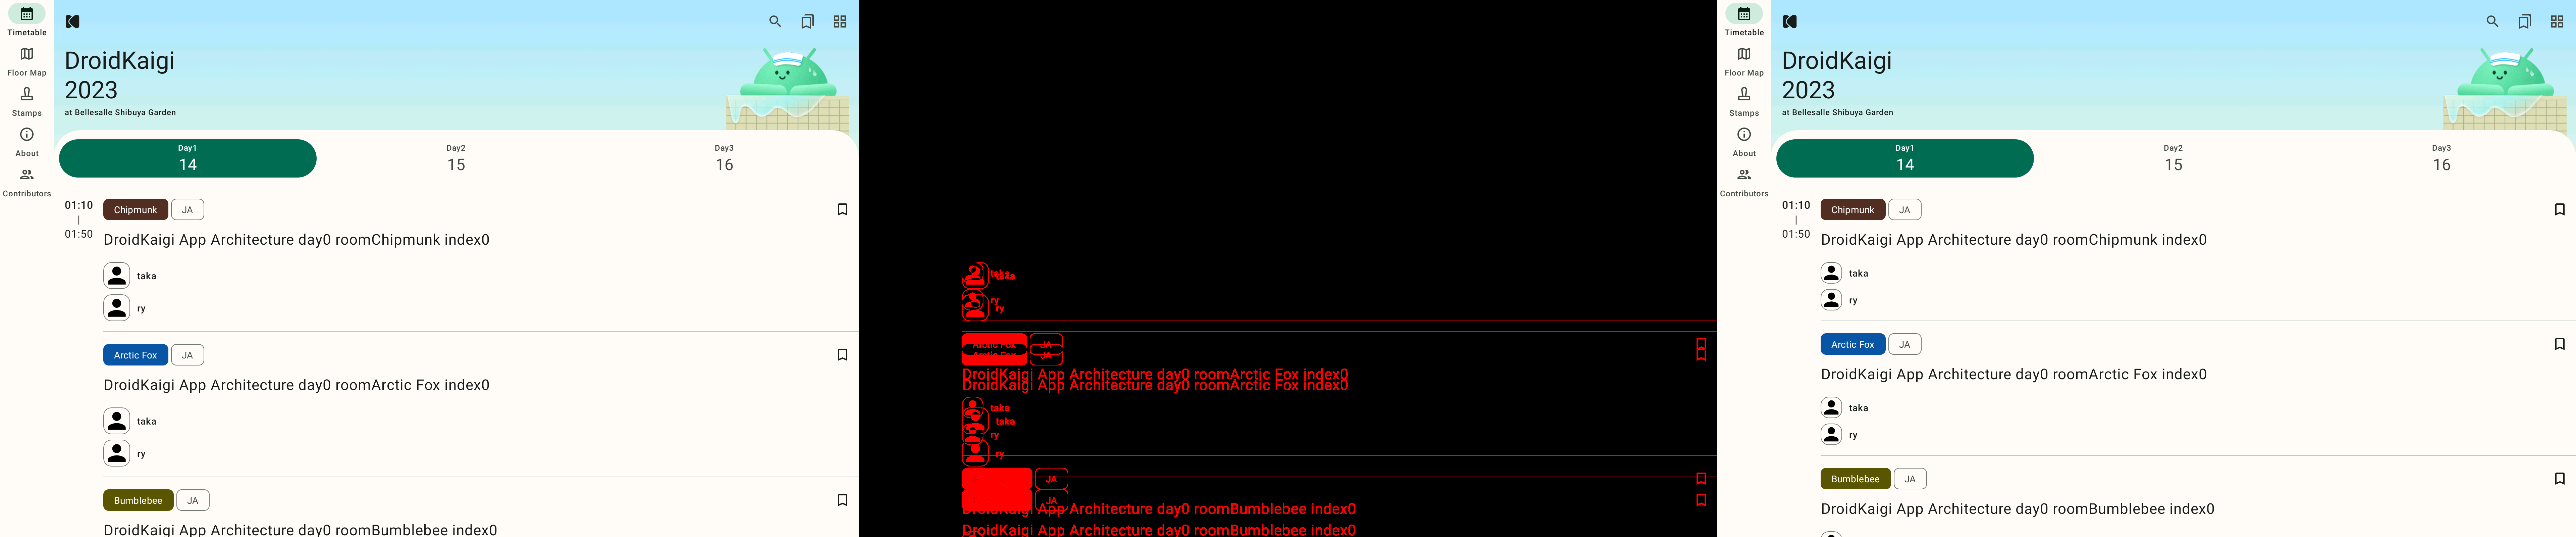 Timetable
Floor Map
Stamps
About
Contributors
DroidKaigi
2023
at Bellesalle Shibuya Garden
Day1
14
Day2
15
Day3
16
01:10
|
01:50
Chipmunk
JA
DroidKaigi App Architecture day0 roomChipmunk index0
taka
ry
Arctic Fox
JA
DroidKaigi App Architecture day0 roomArctic Fox index0
taka
ry
Bumblebee
JA
DroidKaigi App Architecture day0 roomBumblebee index0
taka
taka
ry
ry
Arctic Fox
JA
Arctic Fox
JA
DroidKaigi App Architecture day0 roomArctic Fox index0
DroidKaigi App Architecture day0 roomArctic Fox index0
taka
taka
ry
ry
JA
JA
DroidKaigi App Architecture day0 roomBumblebee index0
DroidKaigi App Architecture day0 roomBumblebee index0
Timetable
Floor Map
Stamps
About
Contributors
DroidKaigi
2023
at Bellesalle Shibuya Garden
Day1
14
Day2
15
Day3
16
01:10
|
01:50
Chipmunk
JA
DroidKaigi App Architecture day0 roomChipmunk index0
taka
ry
Arctic Fox
JA
DroidKaigi App Architecture day0 roomArctic Fox index0
taka
ry
Bumblebee
JA
DroidKaigi App Architecture day0 roomBumblebee index0